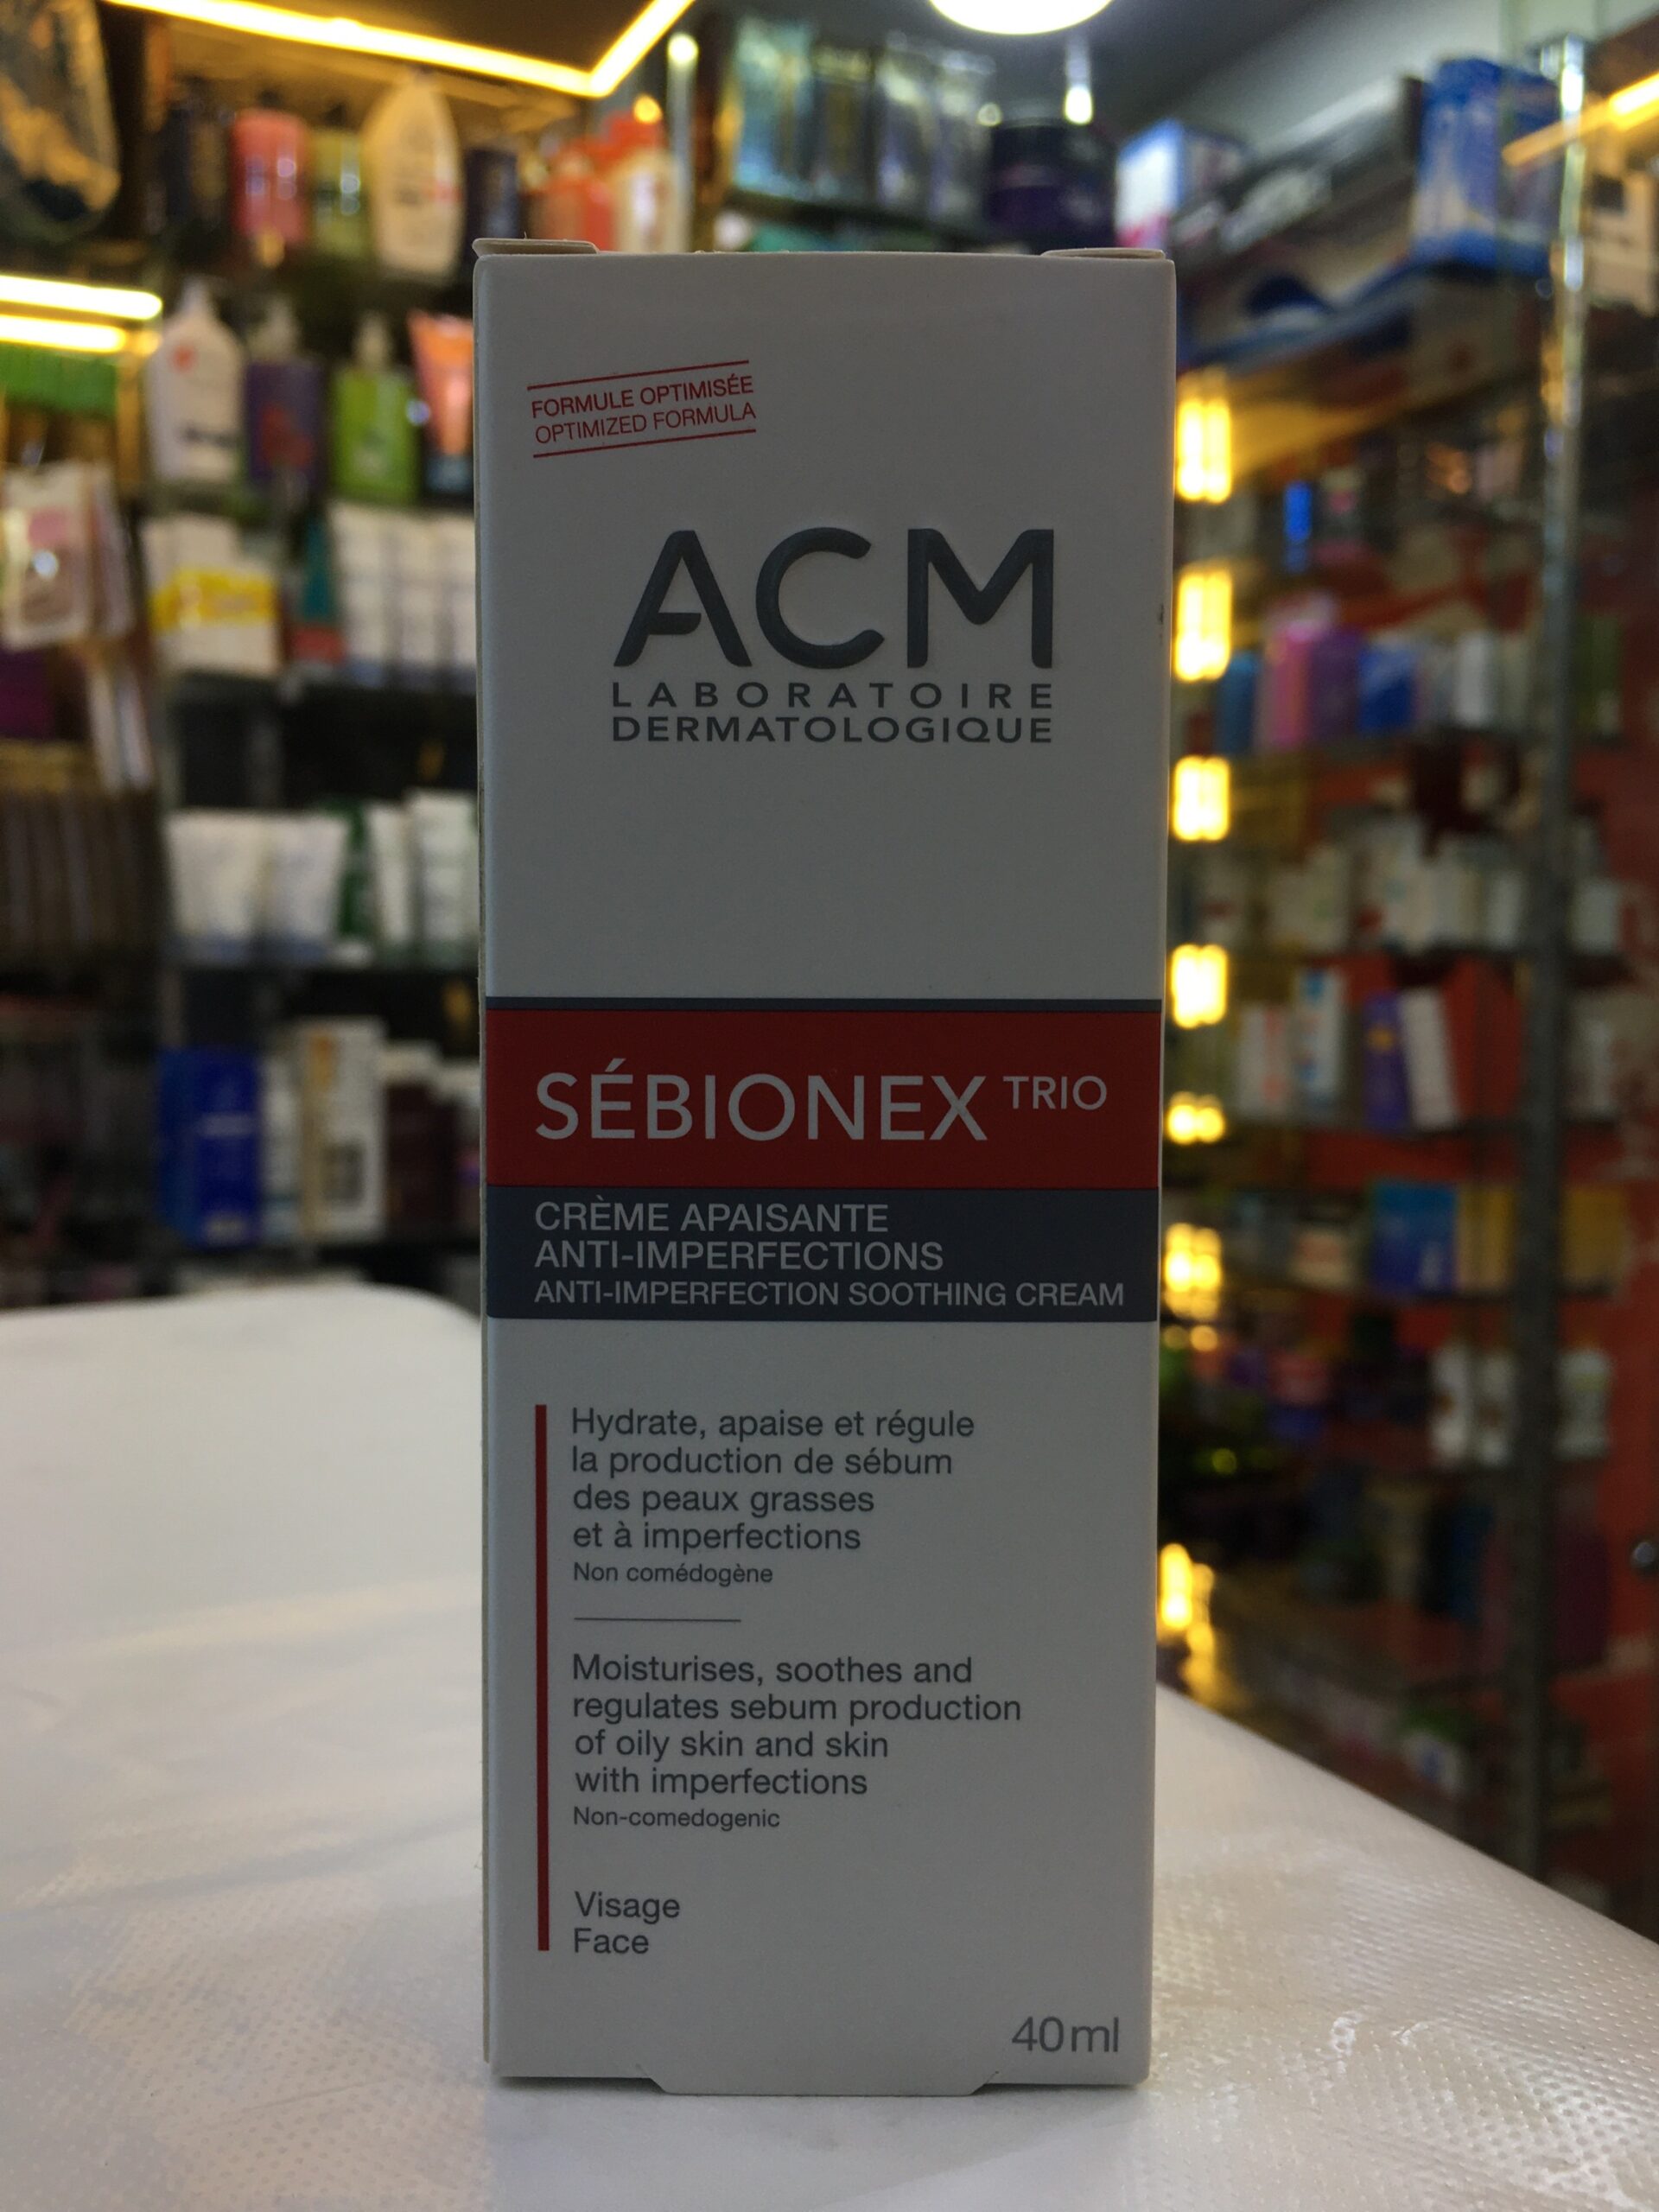 FORMULE OPTIMISÉE
OPTIMIZED FORMULA
ACM
LABORATOIRE
DERMATOLOGIQUE
SÉBIONEX TRIO
CRÈME APAISANTE
ANTI-IMPERFECTIONS
ANTI-IMPERFECTION SOOTHING CREAM
Hydrate, apaise et régule
la production de sébum
des peaux grasses
et à imperfections
Non comédogène
Moisturises, soothes and
regulates sebum production
of oily skin and skin
with imperfections
Non-comedogenic
Visage
Face
40ml